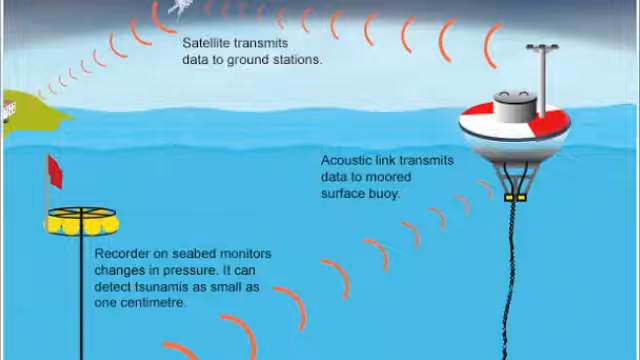 Satellite transmits
data to ground stations.
Acoustic link transmits
data to moored
surface buoy.
Recorder on seabed monitors
changes in pressure. It can
detect tsunamis as small as
one centimetre.